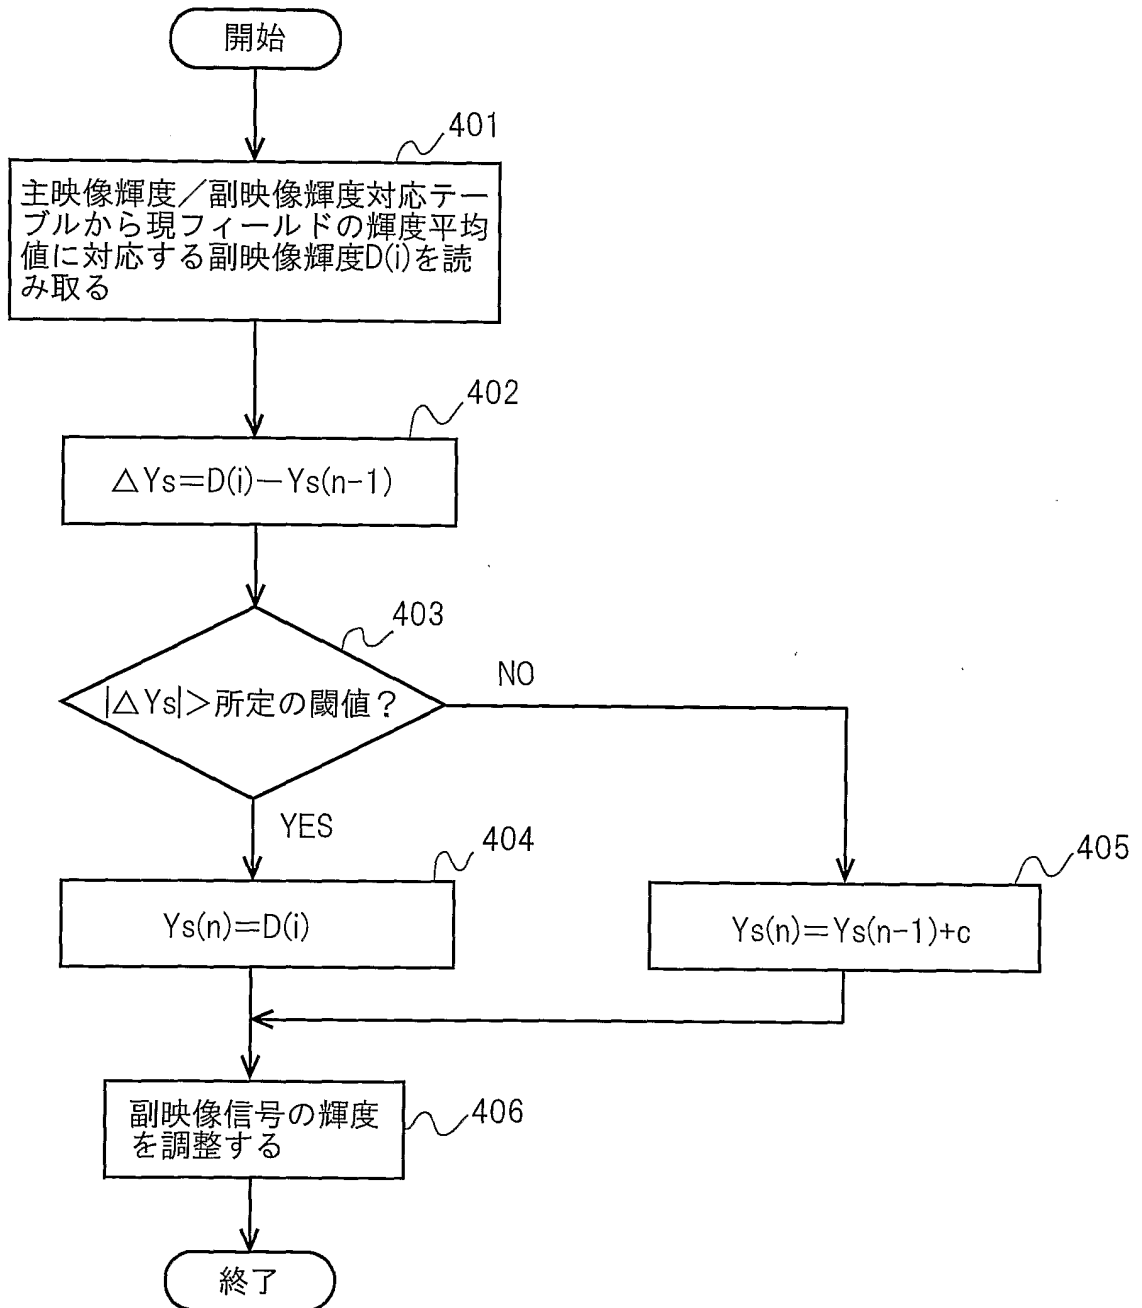 開始
401
主映像輝度／副映像輝度対応テー
ブルから現フィールドの輝度平均
値に対応する副映像輝度D(i)を読
み取る
402
△Ys＝D(i)－Ys(n-1)
403
|△Ys|＞所定の閾値？
NO
YES
404
Ys(n)＝D(i)
405
Ys(n)＝Ys(n-1)+c
副映像信号の輝度
を調整する
406
終了